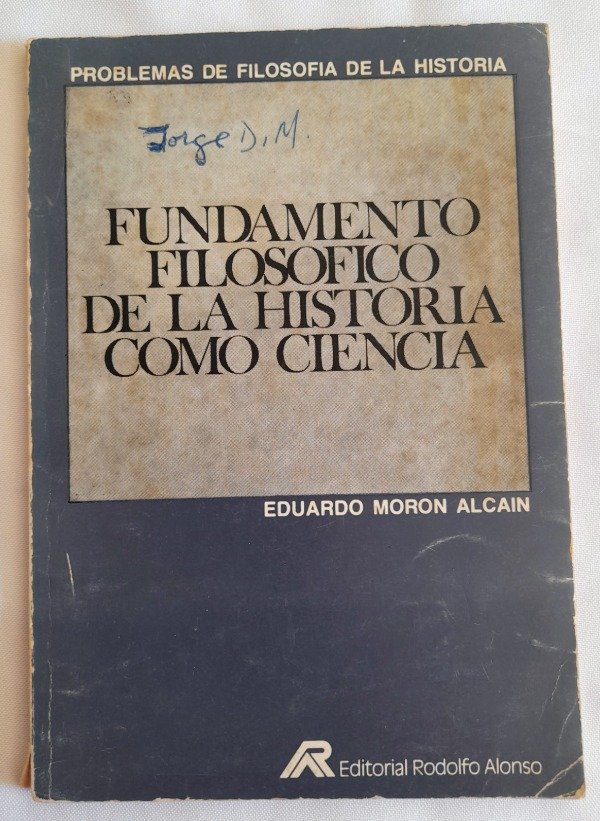 PROBLEMAS DE FILOSOFIA DE LA HISTORIA
Jorge D. M.
FUNDAMENTO
FILOSOFICO
DE LA HISTORIA
COMO CIENCIA
EDUARDO MORON ALCAIN
Editorial Rodolfo Alonso